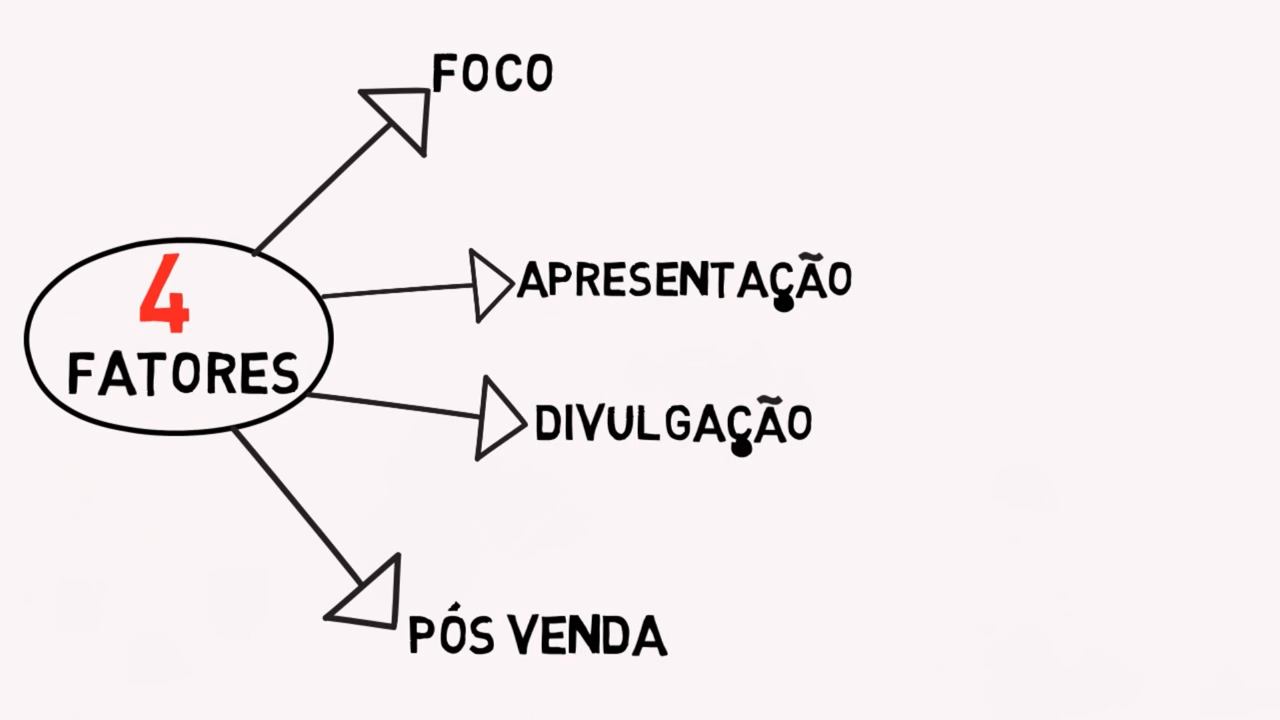 FOCO
4
FATORES
APRESENTAÇÃO
DIVULGAÇÃO
PÓS VENDA